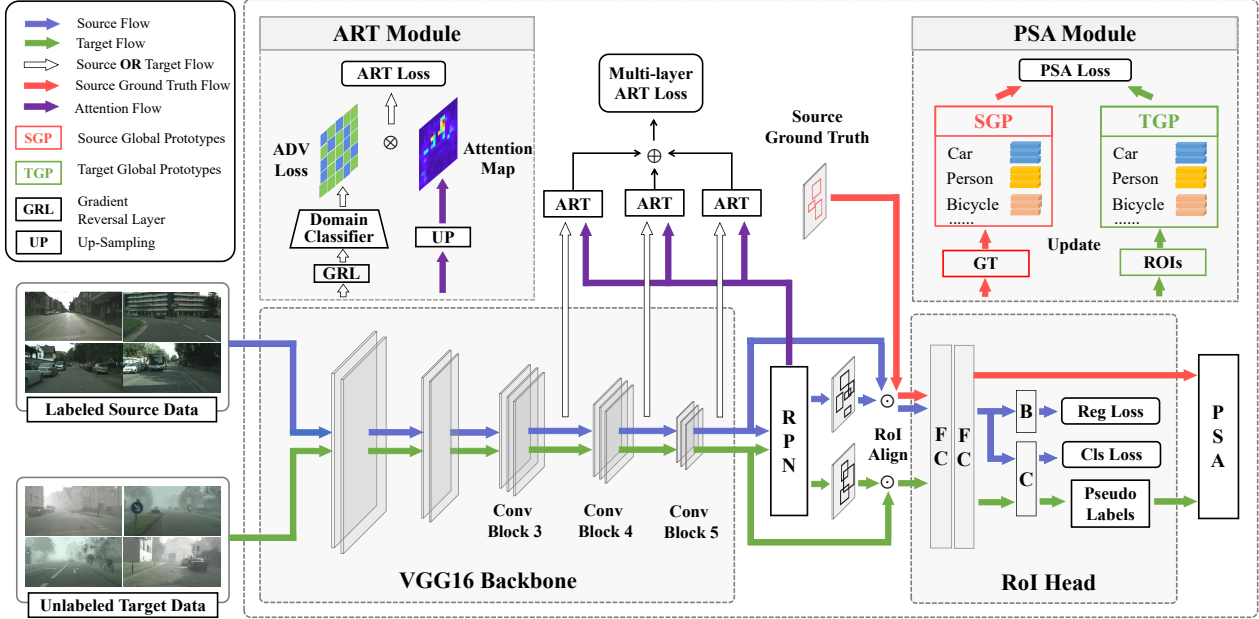 Source Flow
Target Flow
Source OR Target Flow
Source Ground Truth Flow
Attention Flow
SGP
Source Global Prototypes
TGP
Target Global Prototypes
GRL
Gradient
Reversal Layer
UP
Up-Sampling
Labeled Source Data
Unlabeled Target Data
ART Module
ART Loss
ADV
Loss
Attention
Map
Domain
Classifier
UP
GRL
Multi-layer
ART Loss
ART
ART
ART
Source
Ground Truth
PSA Module
PSA Loss
SGP
Car
Person
Bicycle
......
TGP
Car
Person
Bicycle
......
Update
GT
ROIs
Conv
Block 3
Conv
Block 4
Conv
Block 5
VGG16 Backbone
RPN
RoI
Align
FC
FC
B
C
Reg Loss
Cls Loss
Pseudo
Labels
RoI Head
PSA